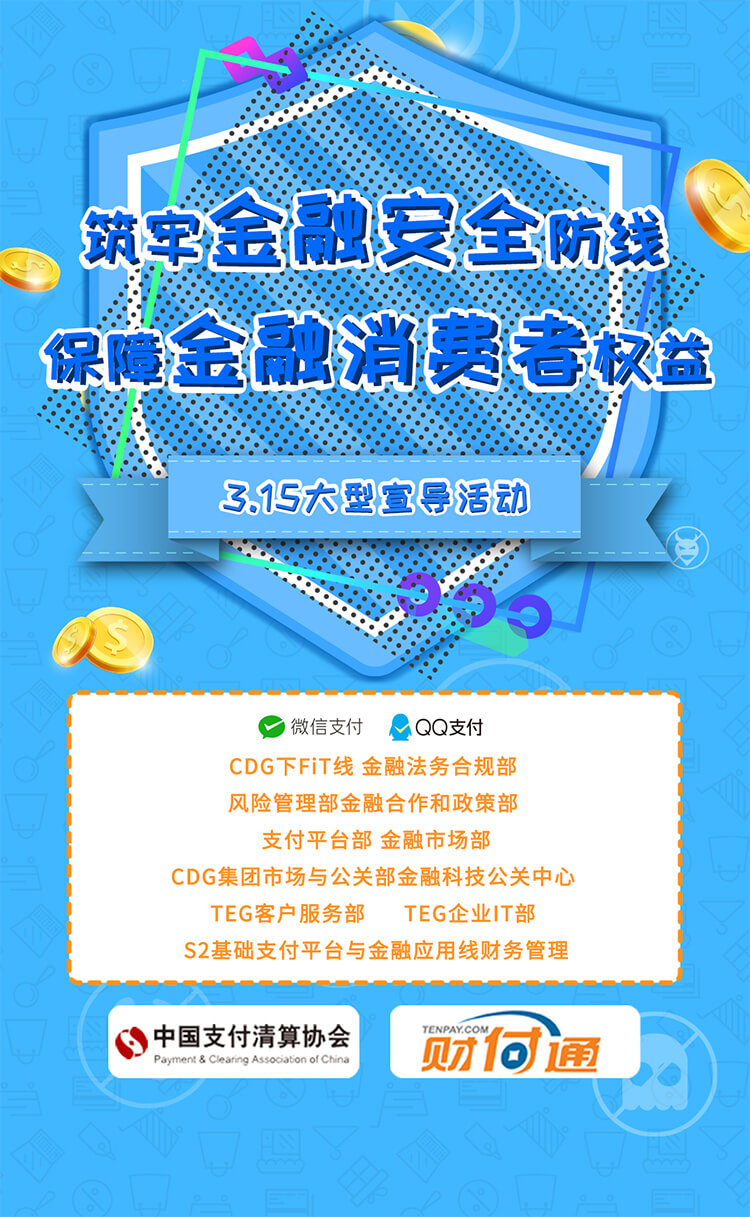 筑牢金融安全防线
保障金融消费者权益
3.15大型宣导活动
微信支付 QQ支付
CDG下FiT线 金融法务合规部
风险管理部金融合作和政策部
支付平台部 金融市场部
CDG集团市场与公关部金融科技公关中心
TEG客户服务部 TEG企业IT部
S2基础支付平台与金融应用线财务管理
中国支付清算协会
Payment & Clearing Association of China
TENPAY.COM
财付通